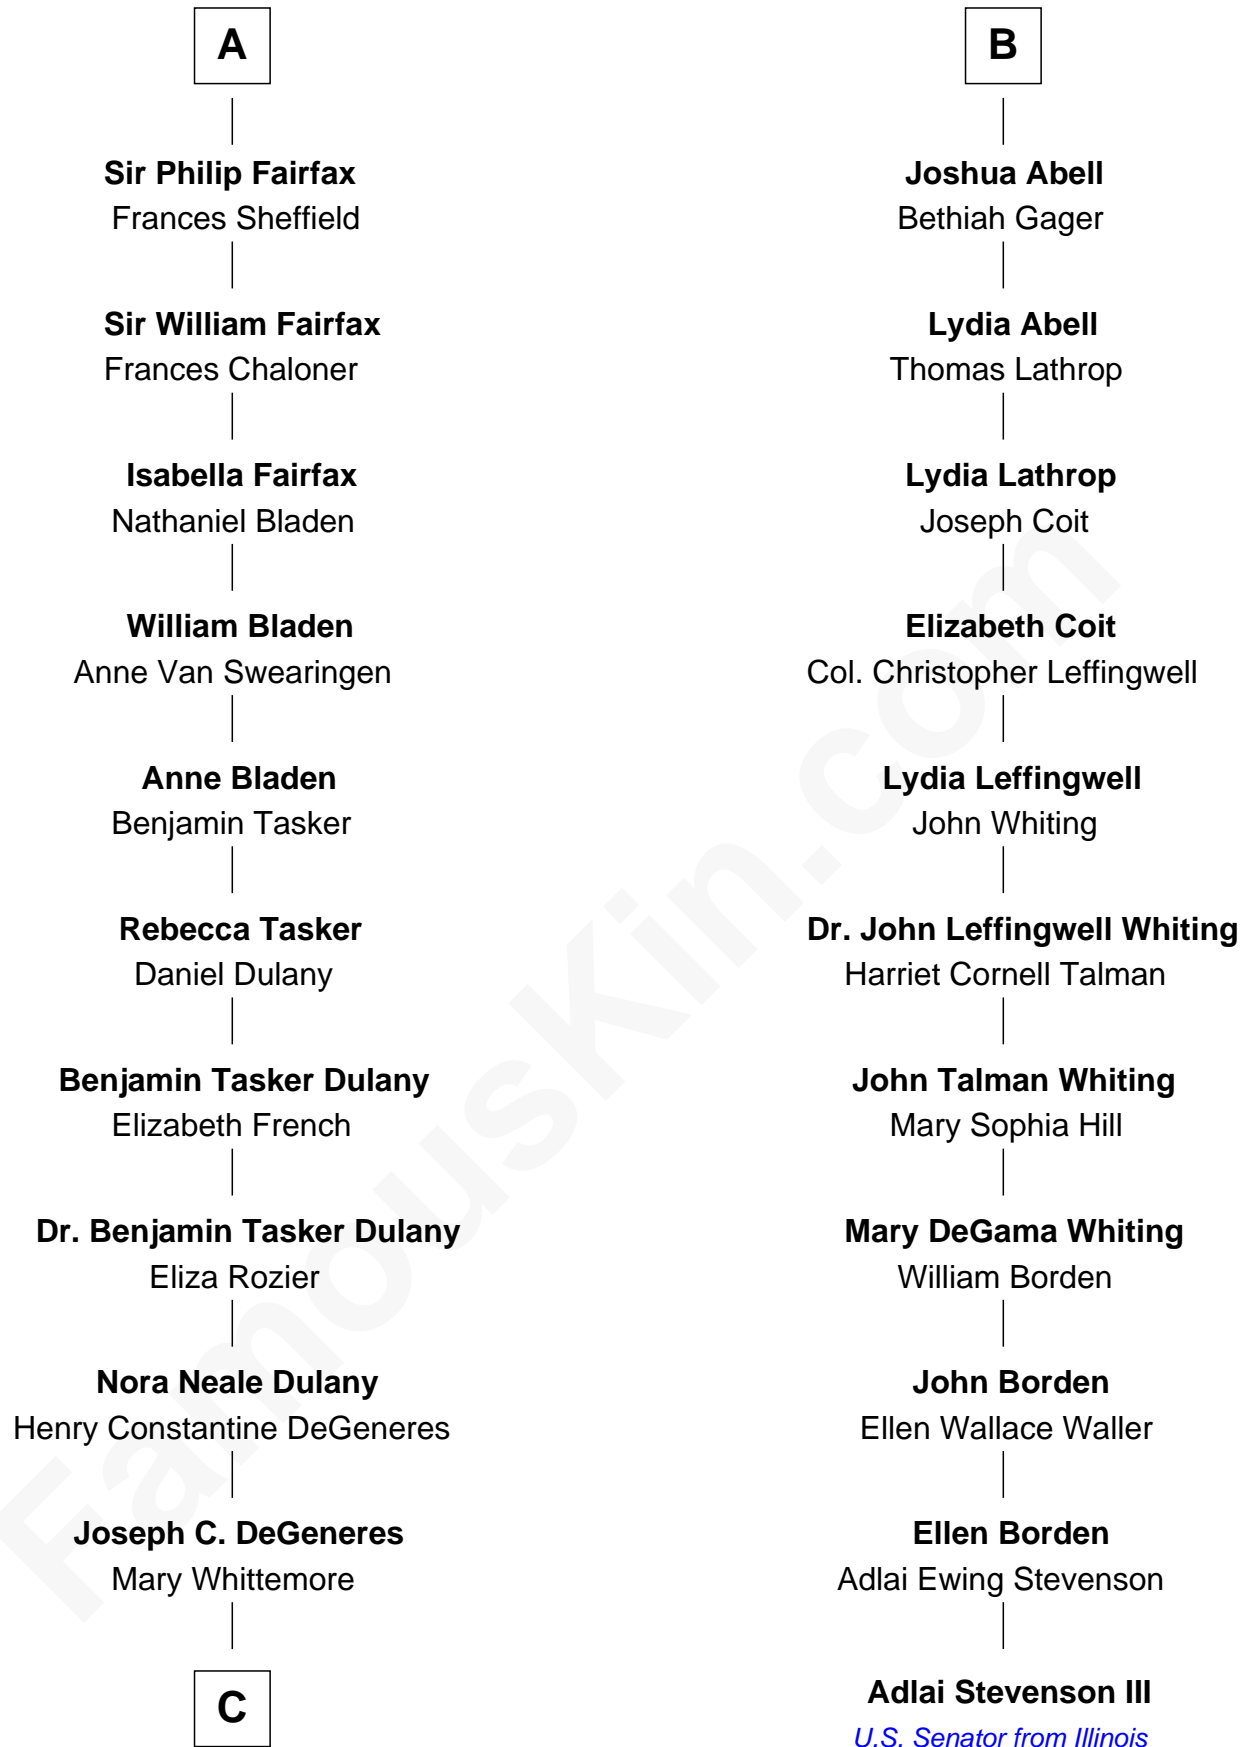 A
Sir Philip Fairfax
Frances Sheffield
Sir William Fairfax
Frances Chaloner
Isabella Fairfax
Nathaniel Bladen
William Bladen
Anne Van Swearingen
Anne Bladen
Benjamin Tasker
Rebecca Tasker
Daniel Dulany
Benjamin Tasker Dulany
Elizabeth French
Dr. Benjamin Tasker Dulany
Eliza Rozier
Nora Neale Dulany
Henry Constantine DeGeneres
Joseph C. DeGeneres
Mary Whittemore
C
B
Joshua Abell
Bethiah Gager
Lydia Abell
Thomas Lathrop
Lydia Lathrop
Joseph Coit
Elizabeth Coit
Col. Christopher Leffingwell
Lydia Leffingwell
John Whiting
Dr. John Leffingwell Whiting
Harriet Cornell Talman
John Talman Whiting
Mary Sophia Hill
Mary DeGama Whiting
William Borden
John Borden
Ellen Wallace Waller
Ellen Borden
Adlai Ewing Stevenson
Adlai Stevenson III
U.S. Senator from Illinois
FamousKin.com